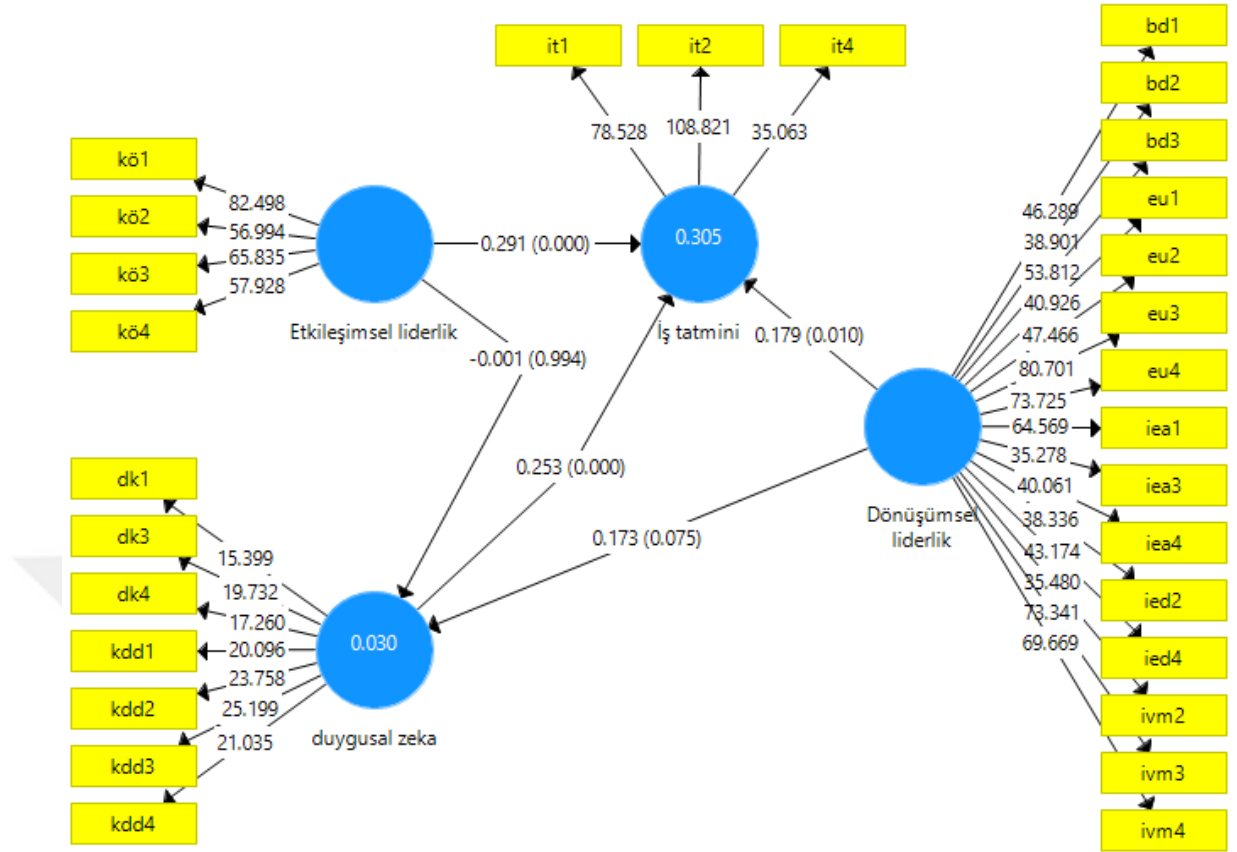 it1
it2
it4
78.528
108.821
35.063
kö1
kö2
kö3
kö4
82.498
56.994
65.835
57.928
Etkileşimsel liderlik
0.291 (0.000)
0.305
İş tatmini
0.179 (0.010)
-0.001 (0.994)
0.253 (0.000)
0.173 (0.075)
Dönüşümsel
liderlik
dk1
dk3
dk4
kdd1
kdd2
kdd3
kdd4
15.399
19.732
17.260
20.096
23.758
25.199
21.035
0.030
duygusal zeka
46.289
38.901
53.812
40.926
47.466
80.701
73.725
64.569
35.278
40.061
38.336
43.174
35.480
73.341
69.669
bd1
bd2
bd3
eu1
eu2
eu3
eu4
iea1
iea3
iea4
ied2
ied4
ivm2
ivm3
ivm4